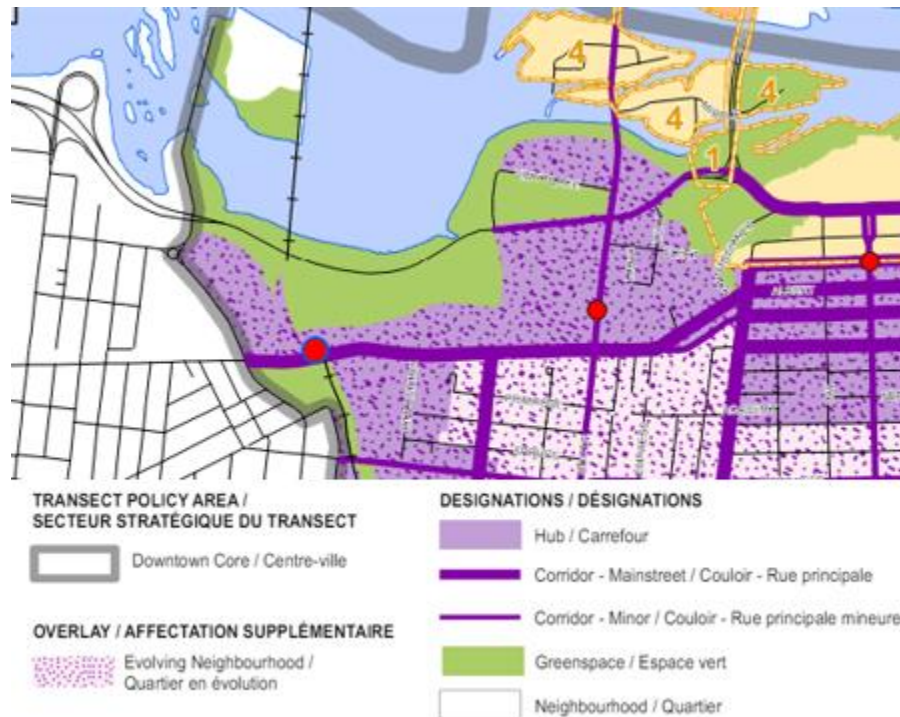 4
4
4
1
ALBERT
TRANSECT POLICY AREA /
SECTEUR STRATÉGIQUE DU TRANSECT
Downtown Core / Centre-ville
OVERLAY / AFFECTATION SUPPLÉMENTAIRE
Evolving Neighbourhood /
Quartier en évolution
DESIGNATIONS / DÉSIGNATIONS
Hub / Carrefour
Corridor - Mainstreet / Couloir - Rue principale
Corridor - Minor / Couloir - Rue principale mineure
Greenspace / Espace vert
Neighbourhood / Quartier